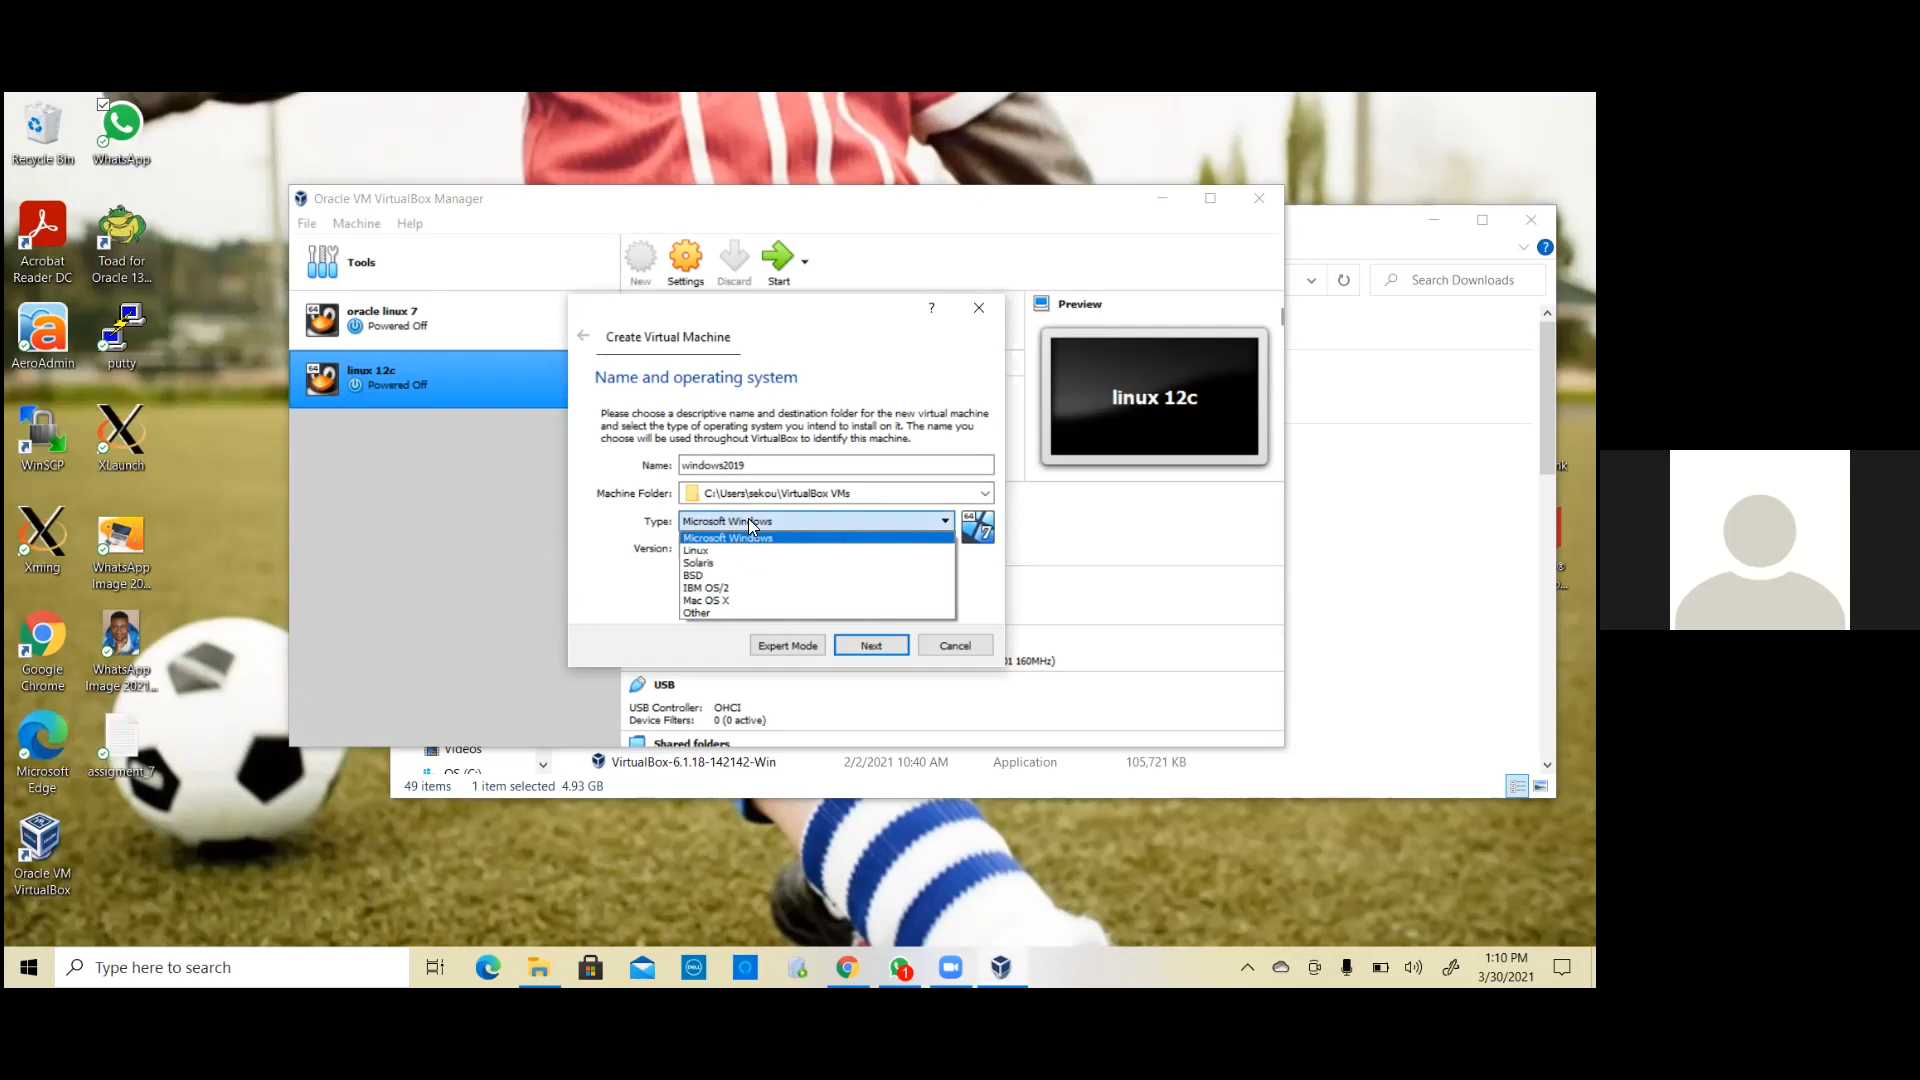 Recycle Bin
WhatsApp
Acrobat
Reader DC
Toad for
Oracle 13...
AeroAdmin
putty
WinSCP
XLaunch
Xming
WhatsApp
Image 20...
Google
Chrome
WhatsApp
Image 2021...
Microsoft
Edge
assigment_7
Oracle VM
VirtualBox
Oracle VM VirtualBox Manager
File Machine Help
Tools
New Settings Discard Start
64 oracle linux 7
Powered Off
64 linux 12c
Powered Off
Preview
linux 12c
? 
Create Virtual Machine
Name and operating system
Please choose a descriptive name and destination folder for the new virtual machine
and select the type of operating system you intend to install on it. The name you
choose will be used throughout VirtualBox to identify this machine.
Name: windows2019
Machine Folder: C:\Users\sekou\VirtualBox VMs
Type: Microsoft Windows
64 7
Microsoft Windows
Version:
Linux
Solaris
BSD
IBM OS/2
Mac OS X
Other
Expert Mode Next Cancel
160MHz)
USB
USB Controller: OHCI
Device Filters: 0 (0 active)
Shared folders
Search Downloads
?
Videos
OS (C:)
VirtualBox-6.1.18-142142-Win 2/2/2021 10:40 AM Application 105,721 KB
49 items 1 item selected 4.93 GB
Type here to search
DELL
1
1:10 PM
3/30/2021